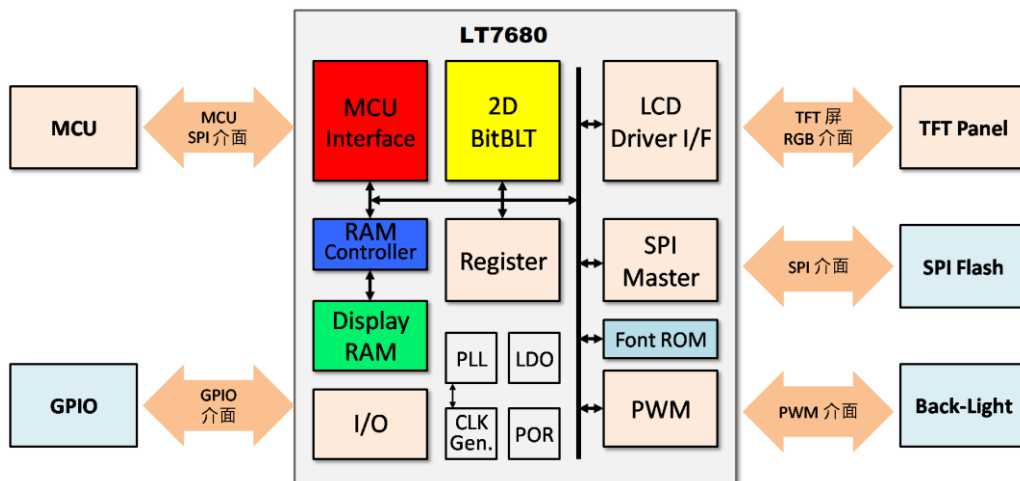 LT7680
MCU
MCU
SPI 介面
MCU
Interface
2D
BitBLT
LCD
Driver I/F
TFT 屏
RGB 介面
TFT Panel
RAM
Controller
Register
SPI
Master
SPI 介面
SPI Flash
Display
RAM
PLL
LDO
Font ROM
GPIO
GPIO
介面
I/O
CLK
Gen.
POR
PWM
PWM 介面
Back-Light